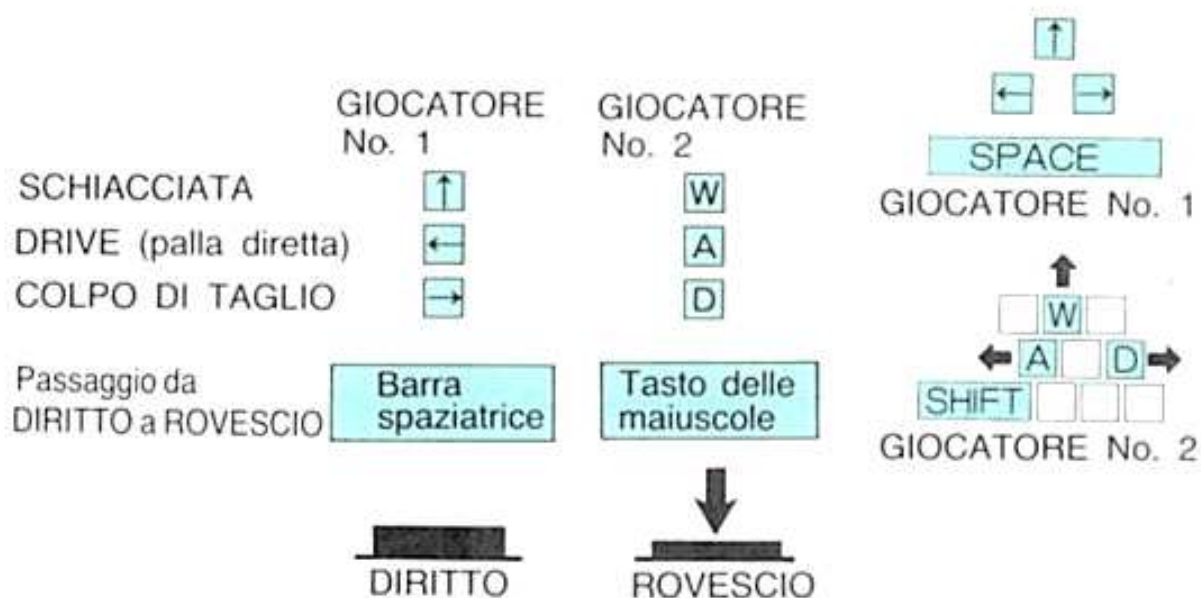 GIOCATORE
No. 1
GIOCATORE
No. 2
SCHIACCIATA ↑ W
DRIVE (palla diretta) ← A
COLPO DI TAGLIO → D
Passaggio da
DIRITTO a ROVESCIO
Barra
spaziatrice
Tasto delle
maiuscole
DIRITTO
ROVESCIO
↑
← →
SPACE
GIOCATORE No. 1
W
A D
SHIFT
GIOCATORE No. 2